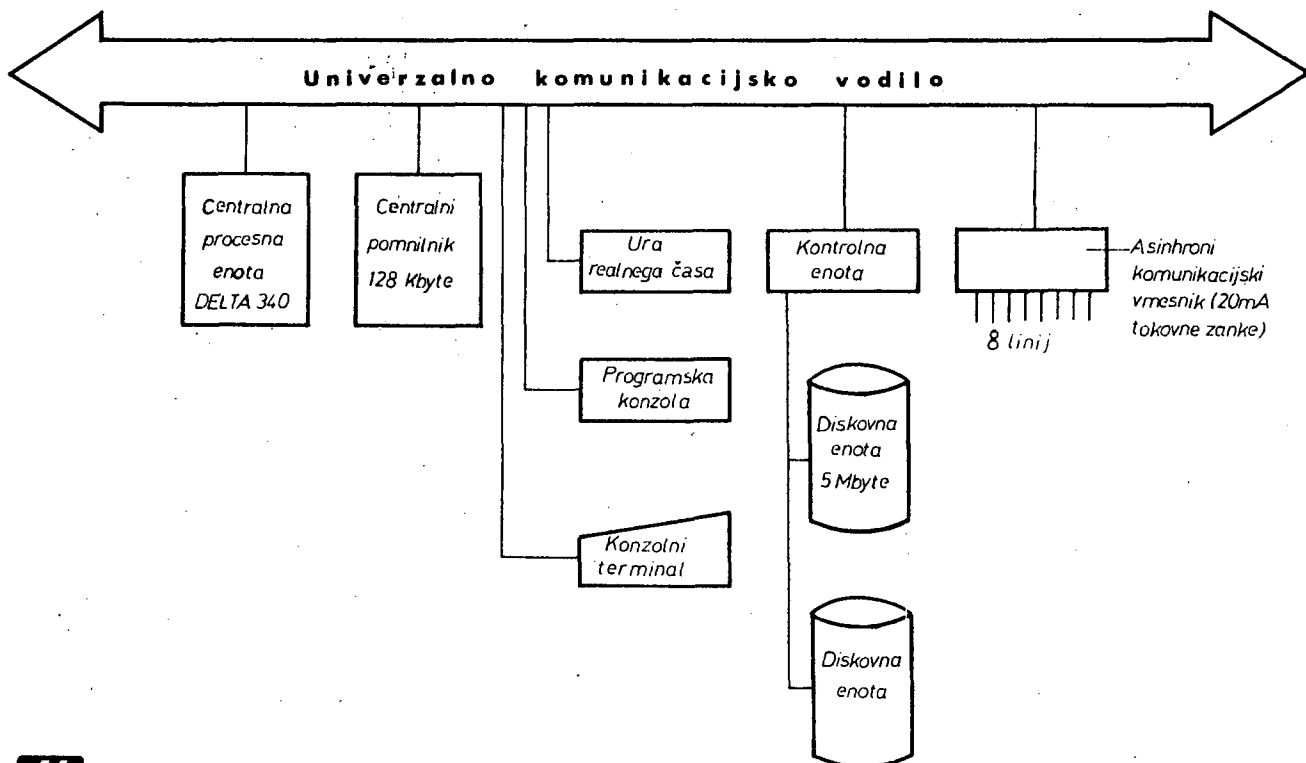 Univerzalno komunikacijsko vodilo
Centralna
procesna
enota
DELTA 340
Centralni
pomnilnik
128 Kbyte
Ura
realnega časa
Kontrolna
enota
Asinhroni
komunikacijski
vmesnik (20mA
tokovne zanke)
8 linij
Programska
konzola
Diskovna
enota
5 Mbyte
Konzolni
terminal
Diskovna
enota